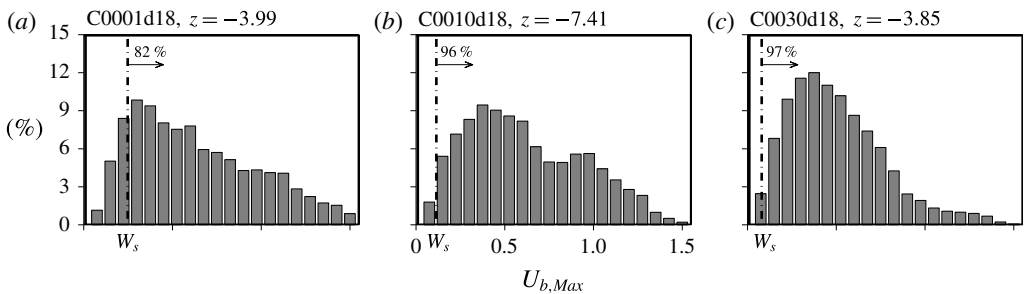 (a) C0001d18, z = −3.99
(b) C0010d18, z = −7.41
(c) C0030d18, z = −3.85
15
12
9
6
3
0
(%)
82 %
96 %
97 %
W_s
W_s
W_s
0 0.5 1.0 1.5
U_{b,Max}